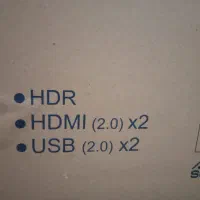 ● HDR
● HDMI (2.0) x2
● USB (2.0) x2